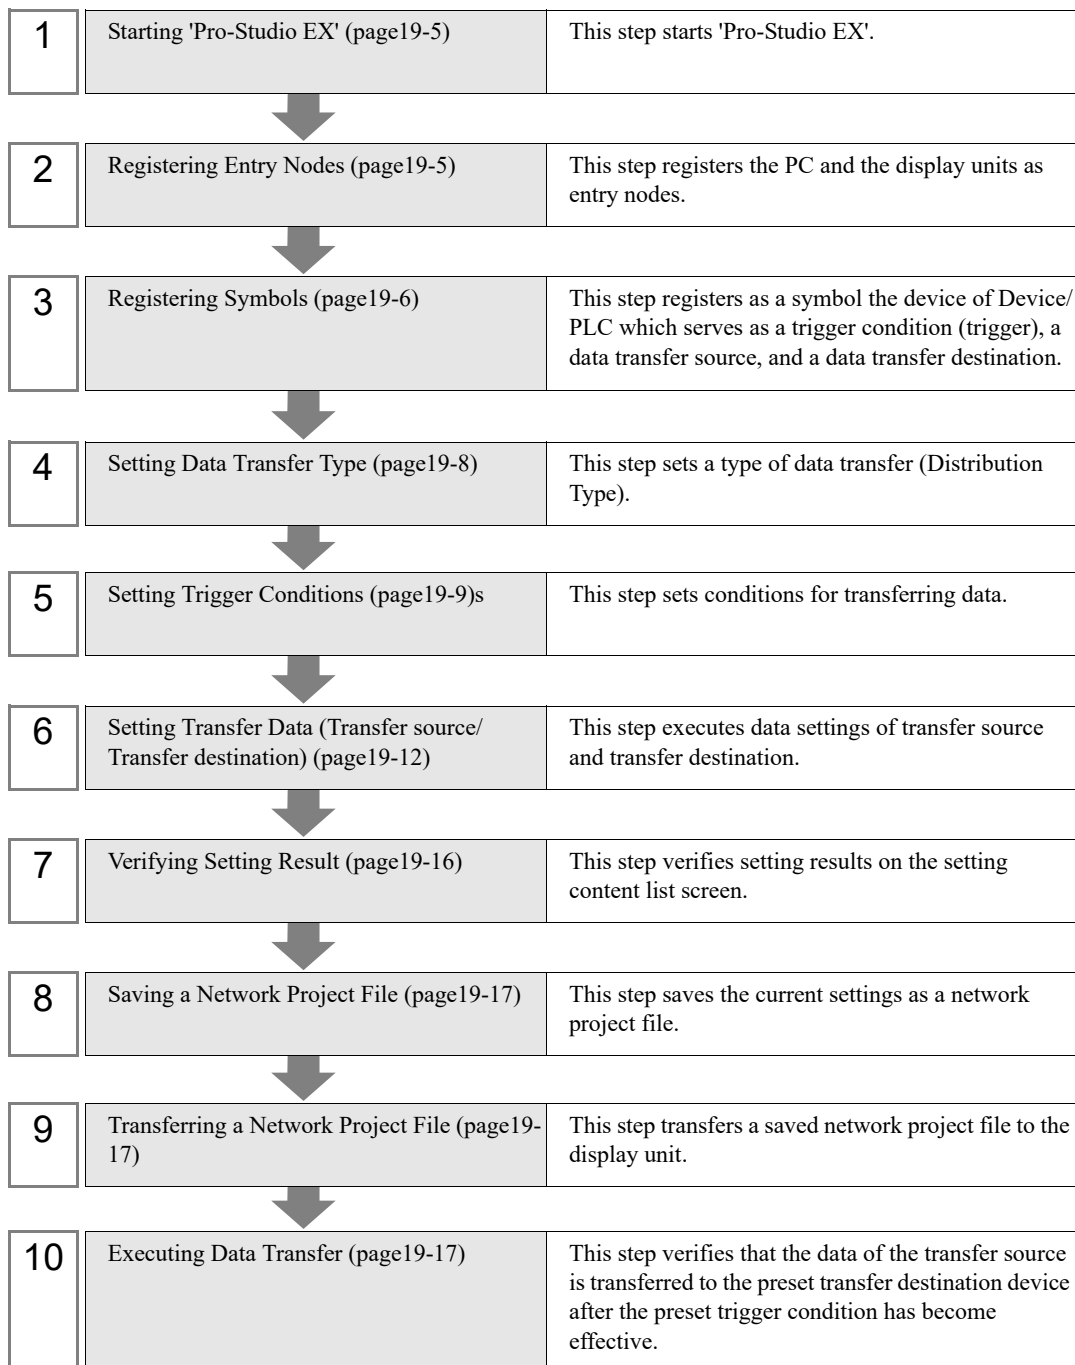 1
Starting 'Pro-Studio EX' (page19-5)
This step starts 'Pro-Studio EX'.
2
Registering Entry Nodes (page19-5)
This step registers the PC and the display units as
entry nodes.
3
Registering Symbols (page19-6)
This step registers as a symbol the device of Device/
PLC which serves as a trigger condition (trigger), a
data transfer source, and a data transfer destination.
4
Setting Data Transfer Type (page19-8)
This step sets a type of data transfer (Distribution
Type).
5
Setting Trigger Conditions (page19-9)s
This step sets conditions for transferring data.
6
Setting Transfer Data (Transfer source/
Transfer destination) (page19-12)
This step executes data settings of transfer source
and transfer destination.
7
Verifying Setting Result (page19-16)
This step verifies setting results on the setting
content list screen.
8
Saving a Network Project File (page19-17)
This step saves the current settings as a network
project file.
9
Transferring a Network Project File (page19-
17)
This step transfers a saved network project file to the
display unit.
10
Executing Data Transfer (page19-17)
This step verifies that the data of the transfer source
is transferred to the preset transfer destination device
after the preset trigger condition has become
effective.